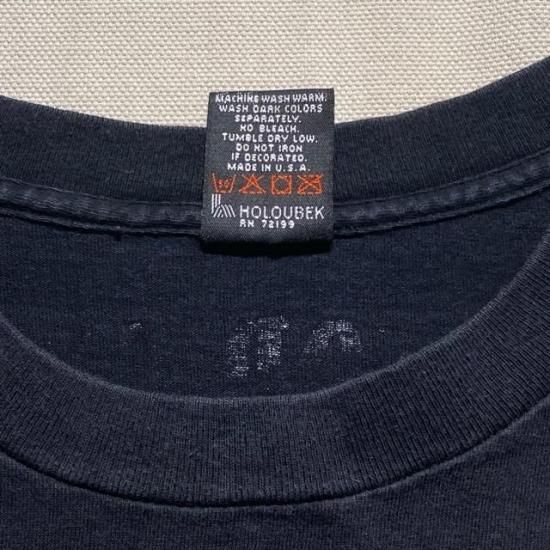 MACHINE WASH WARM.
WASH DARK COLORS
SEPARATELY.
NO BLEACH.
TUMBLE DRY LOW.
DO NOT IRON
IF DECORATED.
MADE IN U.S.A.
HOLOUBEK
RN 72199